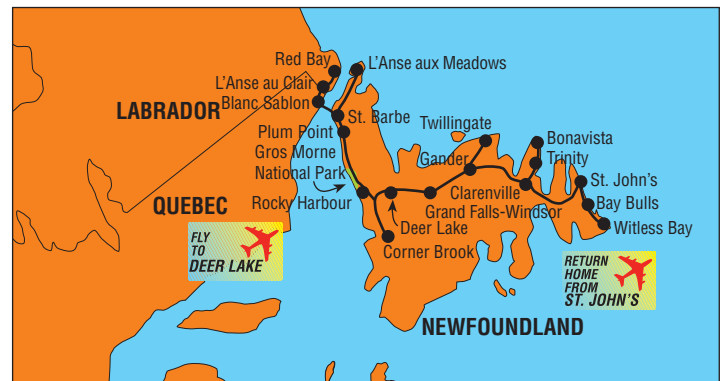 Red Bay
L'Anse aux Meadows
L'Anse au Clair
LABRADOR
Blanc Sablon
St. Barbe
Twillingate
Plum Point
Bonavista
Gros Morne
National Park
Gander
Trinity
St. John's
QUEBEC
Rocky Harbour
Clarenville
Bay Bulls
Grand Falls-Windsor
Deer Lake
Witless Bay
Corner Brook
FLY
TO
DEER LAKE
RETURN
HOME
FROM
ST. JOHN'S
NEWFOUNDLAND